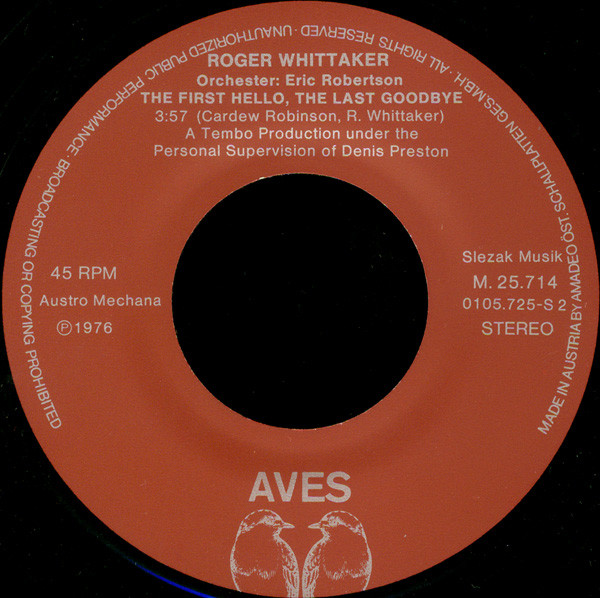 ROGER WHITTAKER
Orchester: Eric Robertson
THE FIRST HELLO, THE LAST GOODBYE
3:57 (Cardew Robinson, R. Whittaker)
A Tembo Production under the
Personal Supervision of Denis Preston
45 RPM
Austro Mechana
Ⓟ1976
Slezak Musik
M. 25.714
0105.725-S 2
STEREO
AVES
MADE IN AUSTRIA BY AMADEO ÖST. SCHALLPLATTEN GES.M.B.H. ALL RIGHTS RESERVED · UNAUTHORIZED PUBLIC PERFORMANCE · BROADCASTING OR COPYING PROHIBITED